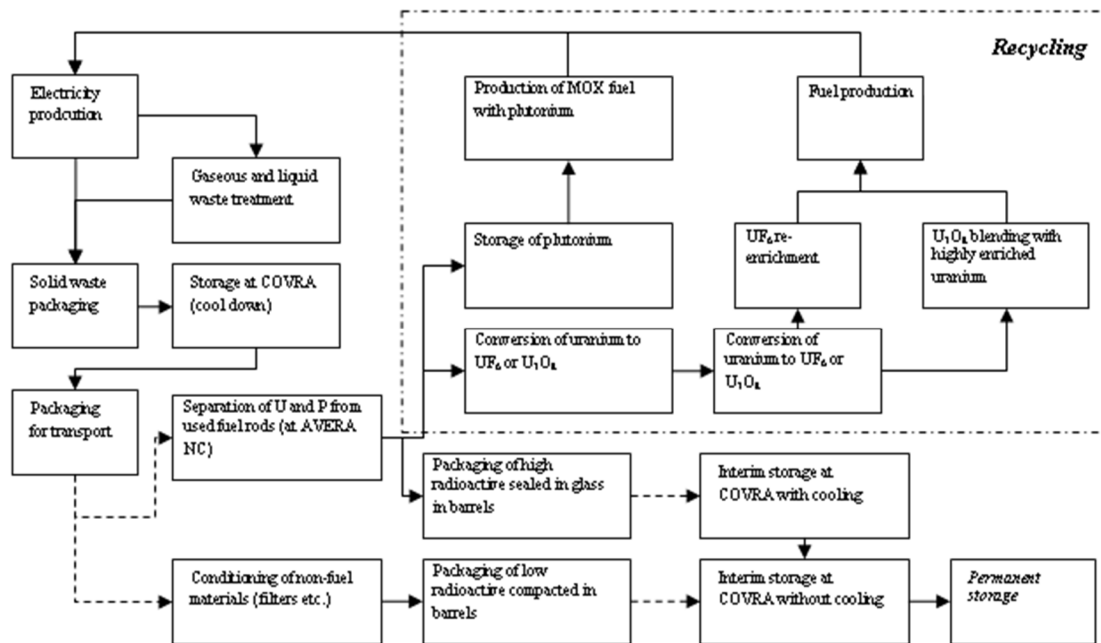 Recycling
Electricity
prodcution
Production of MOX fuel
with plutonium
Fuel production
Gaseous and liquid
waste treatment
Storage of plutonium
UF₆ re-
enrichment
U₃O₈ blending with
highly enriched
uranium
Solid waste
packaging
Storage at COVRA
(cool down)
Conversion of uranium to
UF₆ or U₃O₈
Conversion of
uranium to UF₆ or
U₃O₈
Packaging
for transport
Separation of U and P from
used fuel rods (at AVERA
NC)
Packaging of high
radioactive sealed in glass
in barrels
Interim storage at
COVRA with cooling
Conditioning of non-fuel
materials (filters etc.)
Packaging of low
radioactive compacted in
barrels
Interim storage at
COVRA without cooling
Permanent
storage